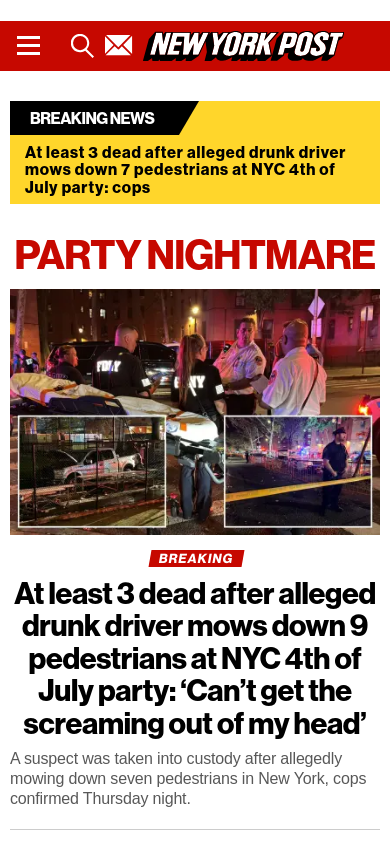 NEW YORK POST
BREAKING NEWS
At least 3 dead after alleged drunk driver
mows down 7 pedestrians at NYC 4th of
July party: cops
PARTY NIGHTMARE
FDNY
BREAKING
At least 3 dead after alleged
drunk driver mows down 9
pedestrians at NYC 4th of
July party: ‘Can’t get the
screaming out of my head’
A suspect was taken into custody after allegedly
mowing down seven pedestrians in New York, cops
confirmed Thursday night.